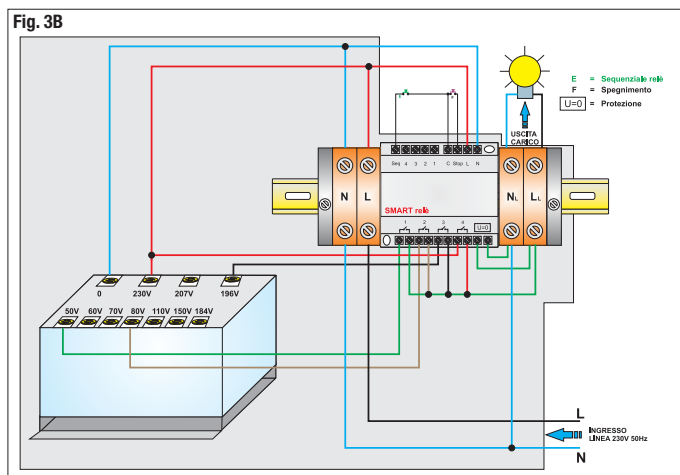 Fig. 3B
E = Sequenziale relè
F = Spegnimento
U=0 = Protezione
USCITA
CARICO
Seq 4 3 2 1 C Stop L N
N L
SMART relè
NL LL
1 2 3 4 U=0
0 230V 207V 196V
50V 60V 70V 80V 110V 150V 184V
L
INGRESSO
LINEA 230V 50Hz
N